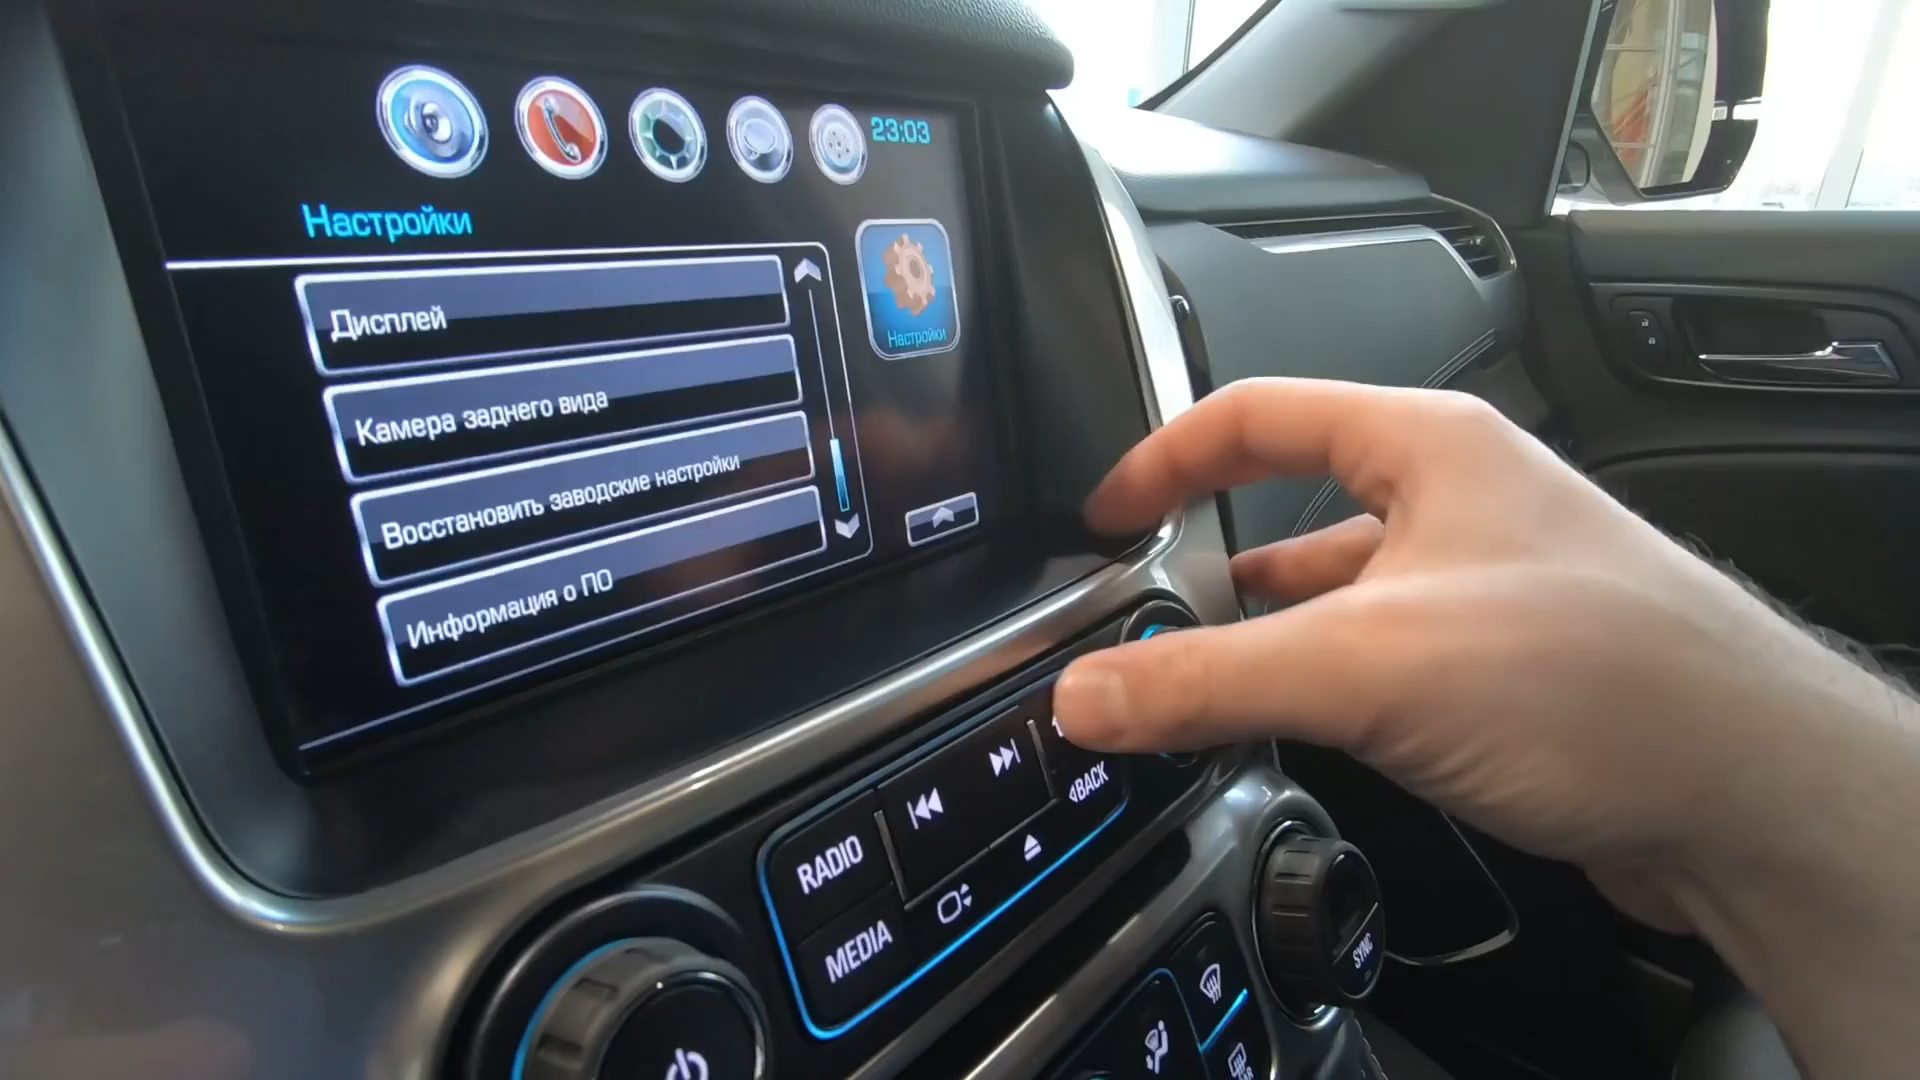 23:03
Настройки
Настройки
Дисплей
Камера заднего вида
Восстановить заводские настройки
Информация о ПО
BACK
RADIO
MEDIA
SYNC